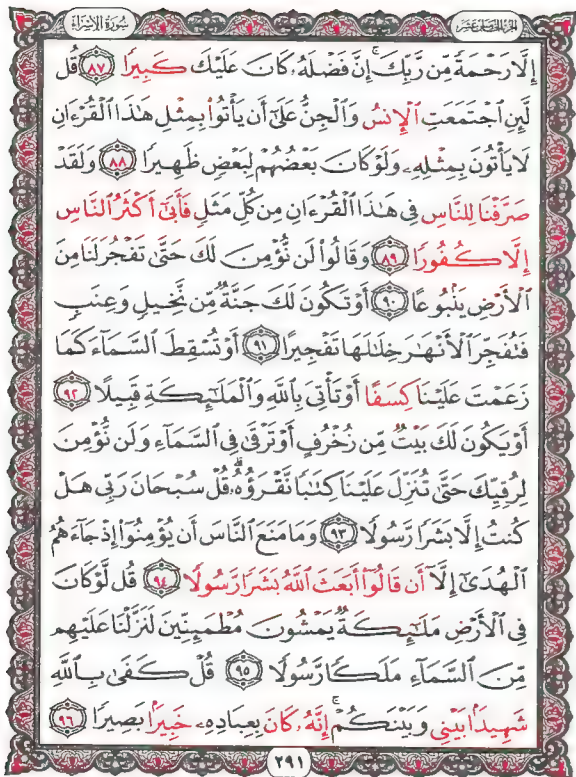 سُورَةُ الإِسْرَاءِ
الجزء الخامس عشر
إِلَّا رَحْمَةً مِّن رَّبِّكَ ۚ إِنَّ فَضْلَهُۥ كَانَ عَلَيْكَ كَبِيرًا ٨٧ قُل
لَّئِنِ ٱجْتَمَعَتِ ٱلْإِنسُ وَٱلْجِنُّ عَلَىٰٓ أَن يَأْتُوا۟ بِمِثْلِ هَٰذَا ٱلْقُرْءَانِ
لَا يَأْتُونَ بِمِثْلِهِۦ وَلَوْ كَانَ بَعْضُهُمْ لِبَعْضٍ ظَهِيرًا ٨٨ وَلَقَدْ
صَرَّفْنَا لِلنَّاسِ فِى هَٰذَا ٱلْقُرْءَانِ مِن كُلِّ مَثَلٍ فَأَبَىٰٓ أَكْثَرُ ٱلنَّاسِ
إِلَّا كُفُورًا ٨٩ وَقَالُوا۟ لَن نُّؤْمِنَ لَكَ حَتَّىٰ تَفْجُرَ لَنَا مِنَ
ٱلْأَرْضِ يَنۢبُوعًا ٩٠ أَوْ تَكُونَ لَكَ جَنَّةٌ مِّن نَّخِيلٍ وَعِنَبٍ
فَتُفَجِّرَ ٱلْأَنْهَٰرَ خِلَٰلَهَا تَفْجِيرًا ٩١ أَوْ تُسْقِطَ ٱلسَّمَآءَ كَمَا
زَعَمْتَ عَلَيْنَا كِسَفًا أَوْ تَأْتِىَ بِٱللَّهِ وَٱلْمَلَٰٓئِكَةِ قَبِيلًا ٩٢
أَوْ يَكُونَ لَكَ بَيْتٌ مِّن زُخْرُفٍ أَوْ تَرْقَىٰ فِى ٱلسَّمَآءِ وَلَن نُّؤْمِنَ
لِرُقِيِّكَ حَتَّىٰ تُنَزِّلَ عَلَيْنَا كِتَٰبًا نَّقْرَؤُهُۥ ۗ قُلْ سُبْحَانَ رَبِّى هَلْ
كُنتُ إِلَّا بَشَرًا رَّسُولًا ٩٣ وَمَا مَنَعَ ٱلنَّاسَ أَن يُؤْمِنُوٓا۟ إِذْ جَآءَهُمُ
ٱلْهُدَىٰٓ إِلَّآ أَن قَالُوٓا۟ أَبَعَثَ ٱللَّهُ بَشَرًا رَّسُولًا ٩٤ قُل لَّوْ كَانَ
فِى ٱلْأَرْضِ مَلَٰٓئِكَةٌ يَمْشُونَ مُطْمَئِنِّينَ لَنَزَّلْنَا عَلَيْهِم
مِّنَ ٱلسَّمَآءِ مَلَكًا رَّسُولًا ٩٥ قُلْ كَفَىٰ بِٱللَّهِ
شَهِيدًۢا بَيْنِى وَبَيْنَكُمْ ۚ إِنَّهُۥ كَانَ بِعِبَادِهِۦ خَبِيرًۢا بَصِيرًا ٩٦
٢٩١